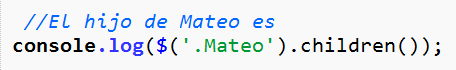 //El hijo de Mateo es
console.log($('.Mateo').children());